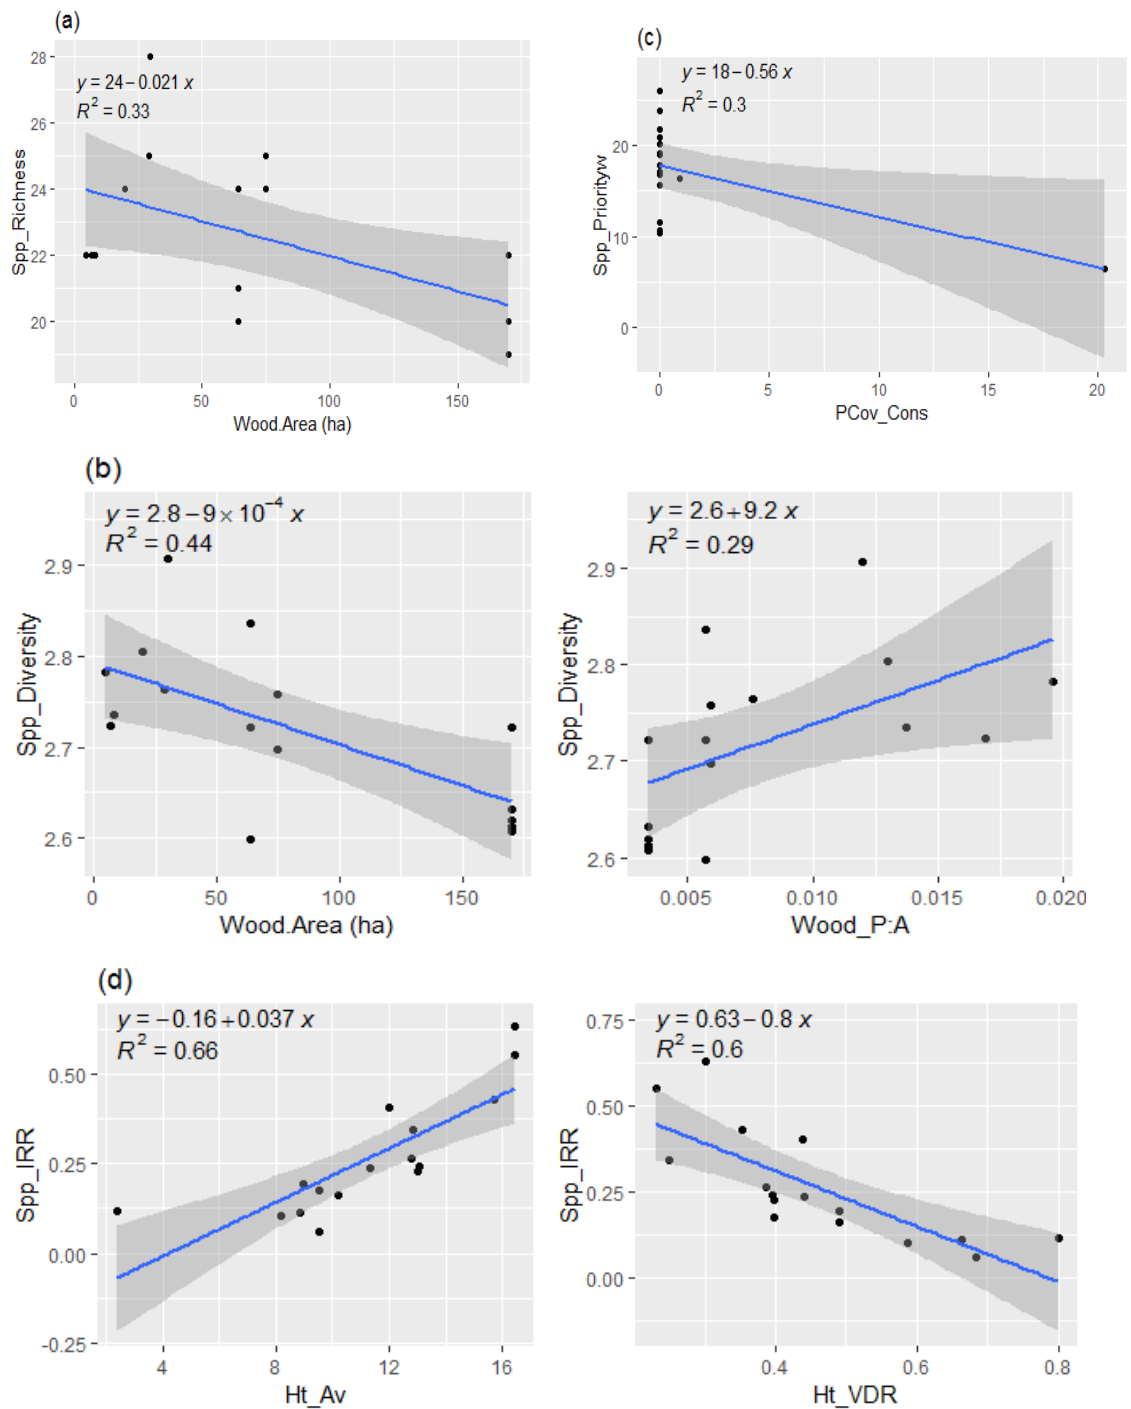 (a)
y = 24 − 0.021 x
R² = 0.33
28
26
24
22
20
Spp_Richness
0 50 100 150
Wood.Area (ha)
(c)
y = 18 − 0.56 x
R² = 0.3
20
10
0
Spp_Priorityw
0 5 10 15 20
PCov_Cons
(b)
y = 2.8 − 9 × 10⁻⁴ x
R² = 0.44
2.9
2.8
2.7
2.6
Spp_Diversity
0 50 100 150
Wood.Area (ha)
y = 2.6 + 9.2 x
R² = 0.29
2.9
2.8
2.7
2.6
Spp_Diversity
0.005 0.010 0.015 0.020
Wood_P:A
(d)
y = − 0.16 + 0.037 x
R² = 0.66
0.50
0.25
0.00
-0.25
Spp_IRR
4 8 12 16
Ht_Av
y = 0.63 − 0.8 x
R² = 0.6
0.75
0.50
0.25
0.00
Spp_IRR
0.4 0.6 0.8
Ht_VDR